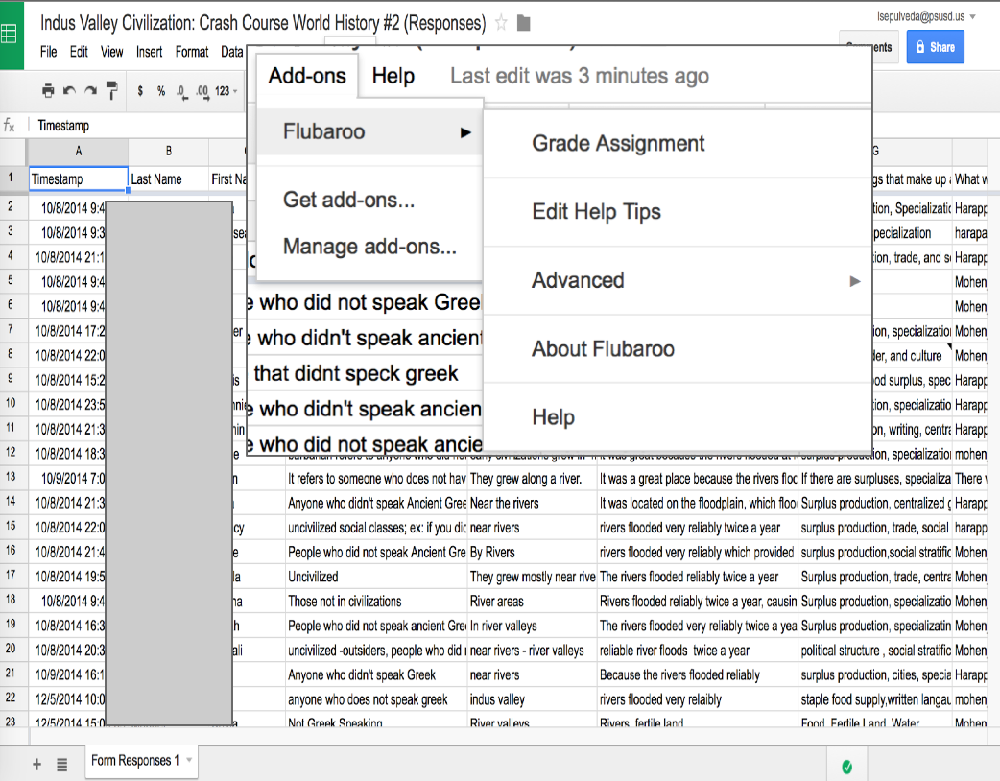 Indus Valley Civilization: Crash Course World History #2 (Responses)
lsepulveda@psusd.us
File Edit View Insert Format Data
Share
Add-ons Help Last edit was 3 minutes ago
Flubaroo
Get add-ons...
Manage add-ons...
Grade Assignment
Edit Help Tips
Advanced
About Flubaroo
Help
$ % .0 .00 123
fx Timestamp
A B G
1 Timestamp Last Name First Na gs that make up What w
2 10/8/2014 9:4 tion, Specializatic Harapp
3 10/8/2014 9:3 pecialization harapa
4 10/8/2014 21:1 ion, trade, and s Harapp
5 10/8/2014 9:4 Mohen
6 10/8/2014 9:4 Mohen
7 10/8/2014 17:2 er ion, specializatio Mohen
8 10/8/2014 22:0 der, and culture Mohen
9 10/8/2014 15:2 is od surplus, spec Harapp
10 10/8/2014 23:5 ion, specializatio Harapp
11 10/8/2014 21:3 on, writing, centra Harapp
12 10/8/2014 18:3 e mohen
e who did not speak Gree
who didn't speak ancient
that didnt speck greek
e who didn't speak ancien
e who did not speak ancie
13 10/9/2014 7:0 It refers to someone who does not hav They grew along a river. It was a great place because the rivers floo If there are surpluses, specializa There
14 10/8/2014 21:3 Anyone who didn't speak Ancient Gree Near the rivers It was located on the floodplain, which floo Surplus production, centralized g Harapp
15 10/8/2014 22:0 cy uncivilized social classes; ex: if you did near rivers rivers flooded very reliably twice a year surplus production, trade, social harapp
16 10/8/2014 21:4 e People who did not speak Ancient Gre By Rivers rivers flooded very reliably which provided surplus production,social stratific Mohen
17 10/8/2014 19:5 la Uncivilized They grew mostly near rive The rivers flooded reliably twice a year Surplus production, trade, centra Mohen
18 10/8/2014 9:4 na Those not in civilizations River areas Rivers flooded reliably twice a year, causin Surplus production, specializatio Mohen
19 10/8/2014 16:3 h People who did not speak ancient Gre In river valleys The rivers flooded very reliably twice a yea Surplus production, specializatin Mohen
20 10/8/2014 20:3 ali uncivilized -outsiders, people who did near rivers - river valleys reliable river floods twice a year political structure , social stratific Mohen
21 10/9/2014 16:1 Anyone who didn't speak Greek near rivers Because the rivers flooded reliably surplus production, cities, specia Harapp
22 12/5/2014 10:0 anyone who does not speak greek indus valley rivers flooded very relaibly staple food supply,written langau mohen
23 12/5/2014 15:0 a Not Greek Speaking River valleys Rivers, fertile land Food, Fertile Land, Water Mohen
Form Responses 1